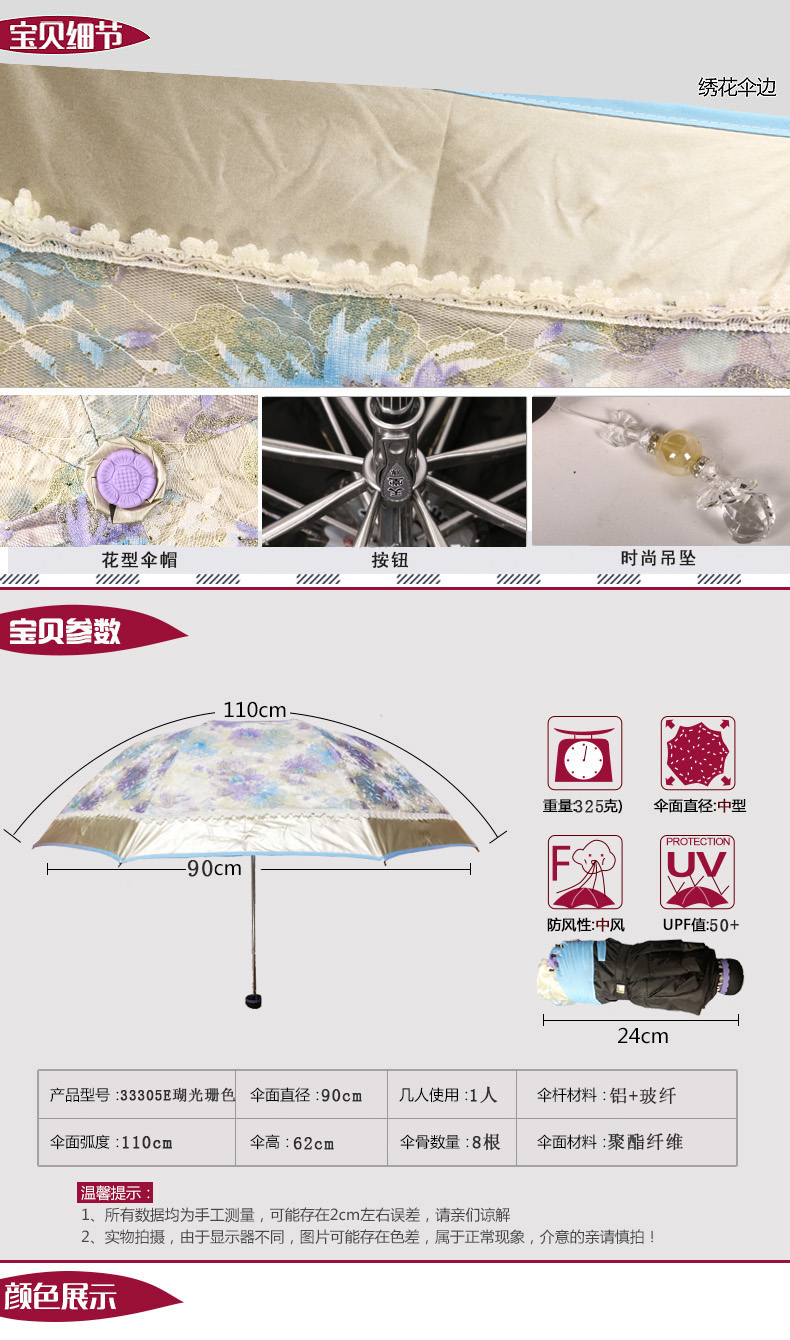 宝贝细节
绣花伞边
花型伞帽
按钮
时尚吊坠
宝贝参数
110cm
90cm
重量325克)
伞面直径:中型
F
防风性:中风
PROTECTION
UV
UPF值:50+
24cm
产品型号:33305E瑚光珊色
伞面直径:90cm
几人使用:1人
伞杆材料:铝+玻纤
伞面弧度:110cm
伞高:62cm
伞骨数量:8根
伞面材料:聚酯纤维
温馨提示:
1、所有数据均为手工测量，可能存在2cm左右误差，请亲们谅解
2、实物拍摄，由于显示器不同，图片可能存在色差，属于正常现象，介意的亲请慎拍！
颜色展示